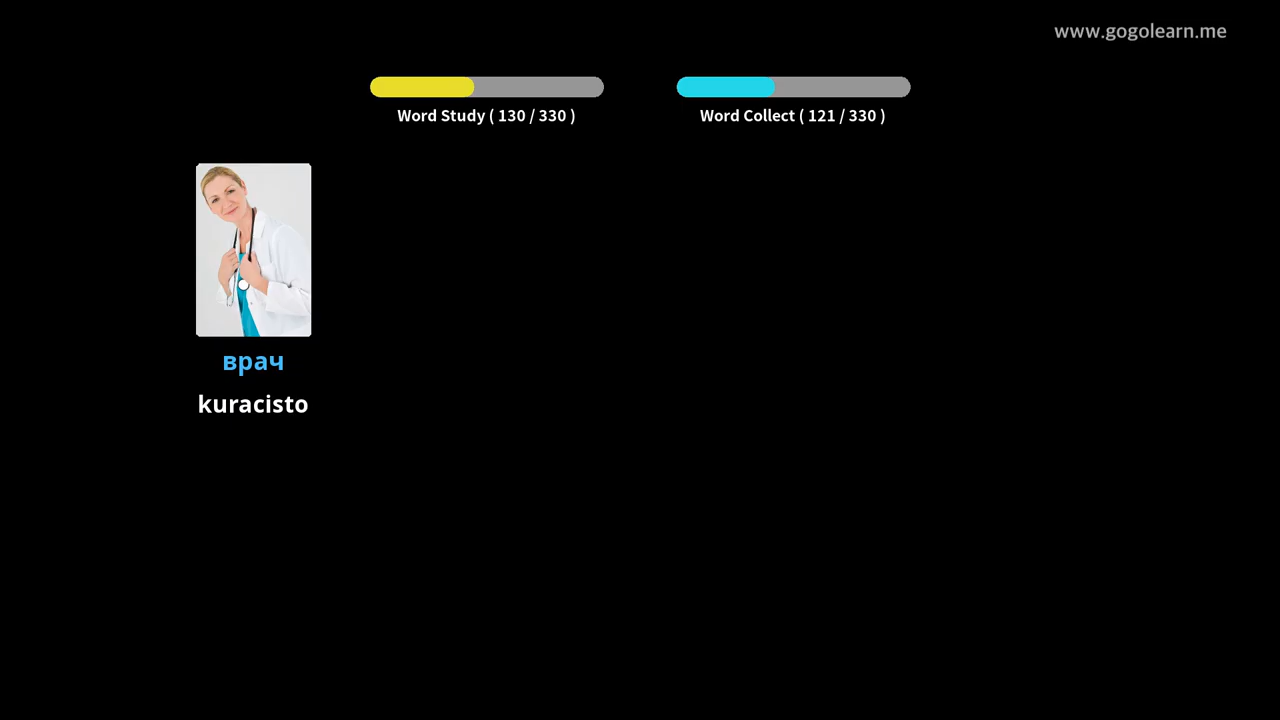 www.gogolearn.me
Word Study ( 130 / 330 )
Word Collect ( 121 / 330 )
врач
kuracisto